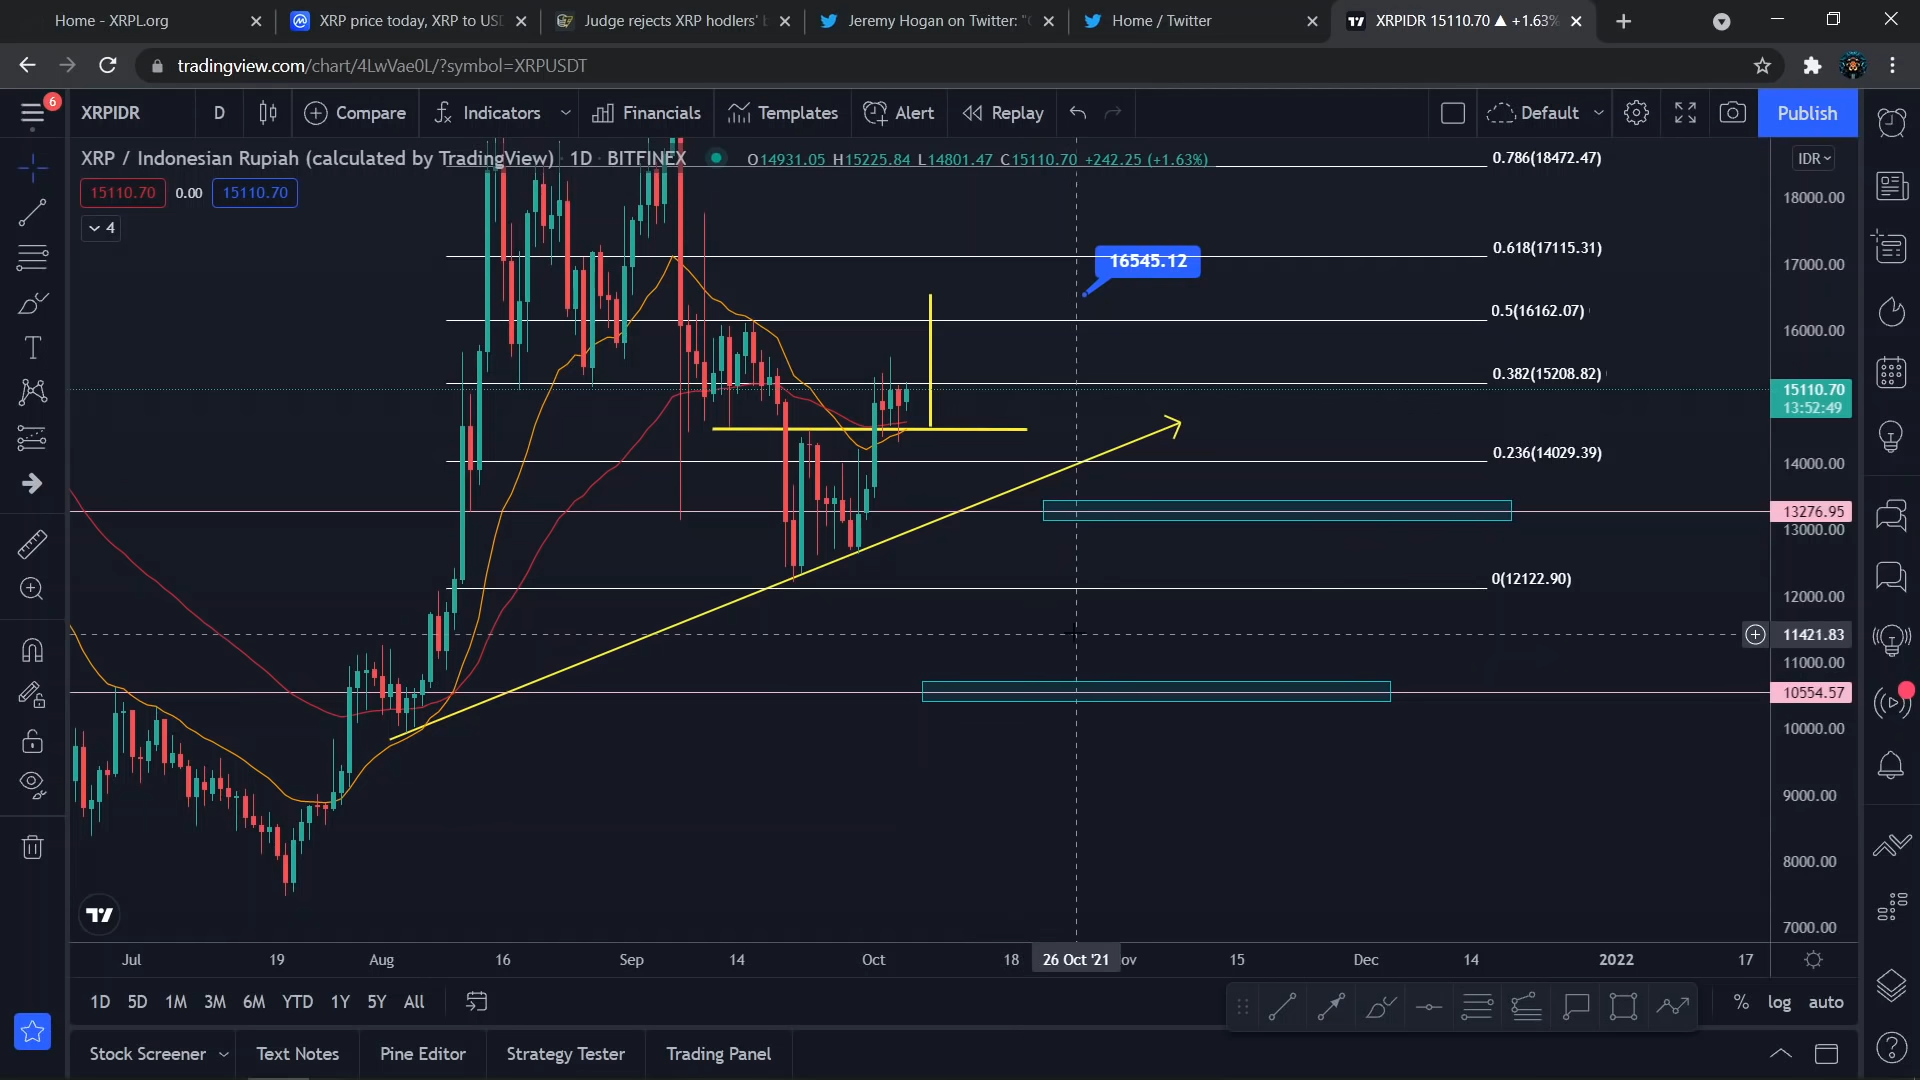 Home - XRPL.org
XRP price today, XRP to USD
Judge rejects XRP hodlers'
Jeremy Hogan on Twitter: "
Home / Twitter
XRPIDR 15110.70 ▲ +1.63%
tradingview.com/chart/4LwVae0L/?symbol=XRPUSDT
6
XRPIDR
D
Compare
Indicators
Financials
Templates
Alert
Replay
Default
Publish
XRP / Indonesian Rupiah (calculated by TradingView) · 1D · BITFINEX
O14931.05 H15225.84 L14801.47 C15110.70 +242.25 (+1.63%)
15110.70
0.00
15110.70
4
IDR
0.786(18472.47)
0.618(17115.31)
0.5(16162.07)
0.382(15208.82)
0.236(14029.39)
0(12122.90)
16545.12
18000.00
17000.00
16000.00
15110.70
13:52:49
14000.00
13276.95
13000.00
12000.00
11421.83
11000.00
10554.57
10000.00
9000.00
8000.00
7000.00
Jul
19
Aug
16
Sep
14
Oct
18
26 Oct '21
ov
15
Dec
14
2022
17
1D
5D
1M
3M
6M
YTD
1Y
5Y
All
%
log
auto
Stock Screener
Text Notes
Pine Editor
Strategy Tester
Trading Panel